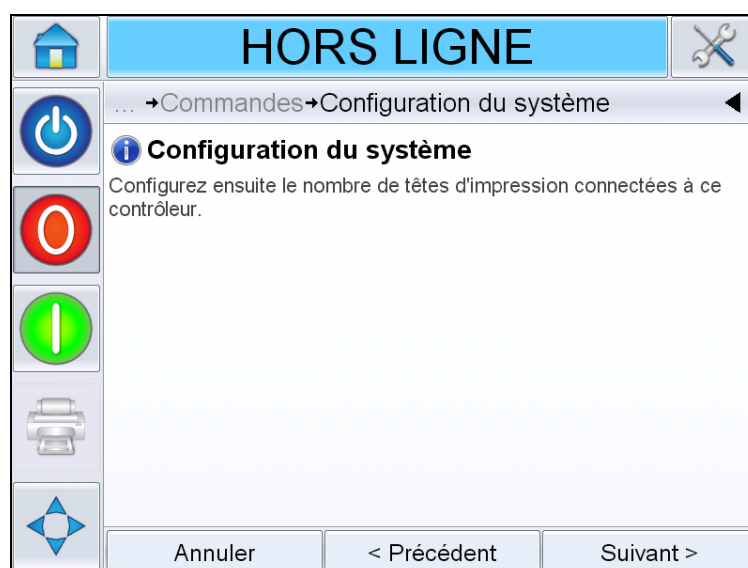 HORS LIGNE
... →Commandes→Configuration du système
Configuration du système
Configurez ensuite le nombre de têtes d'impression connectées à ce
contrôleur.
Annuler
< Précédent
Suivant >